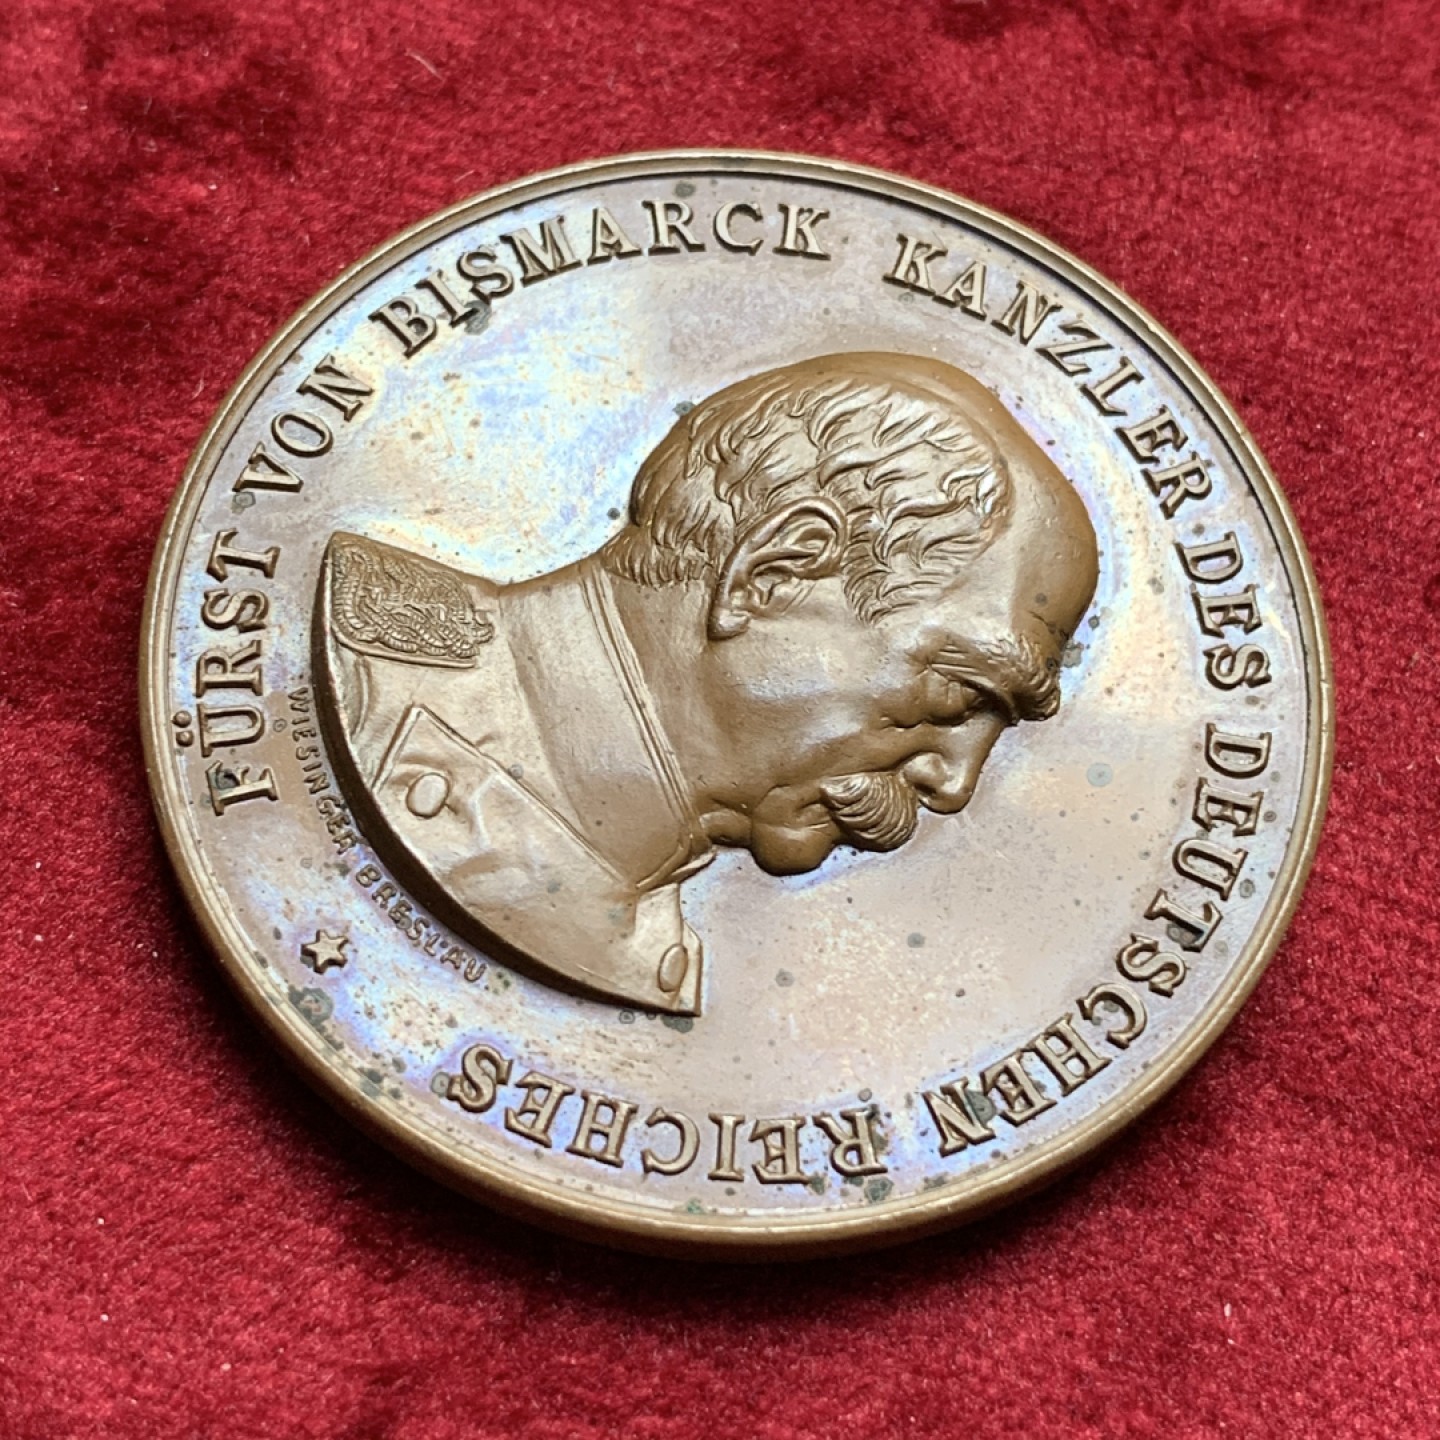 FÜRST VON BISMARCK KANZLER DES DEUTSCHEN REICHES
WIESINGER BRESLAU